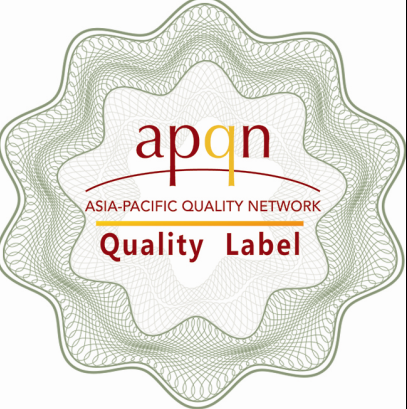 apqn
ASIA-PACIFIC QUALITY NETWORK
Quality Label